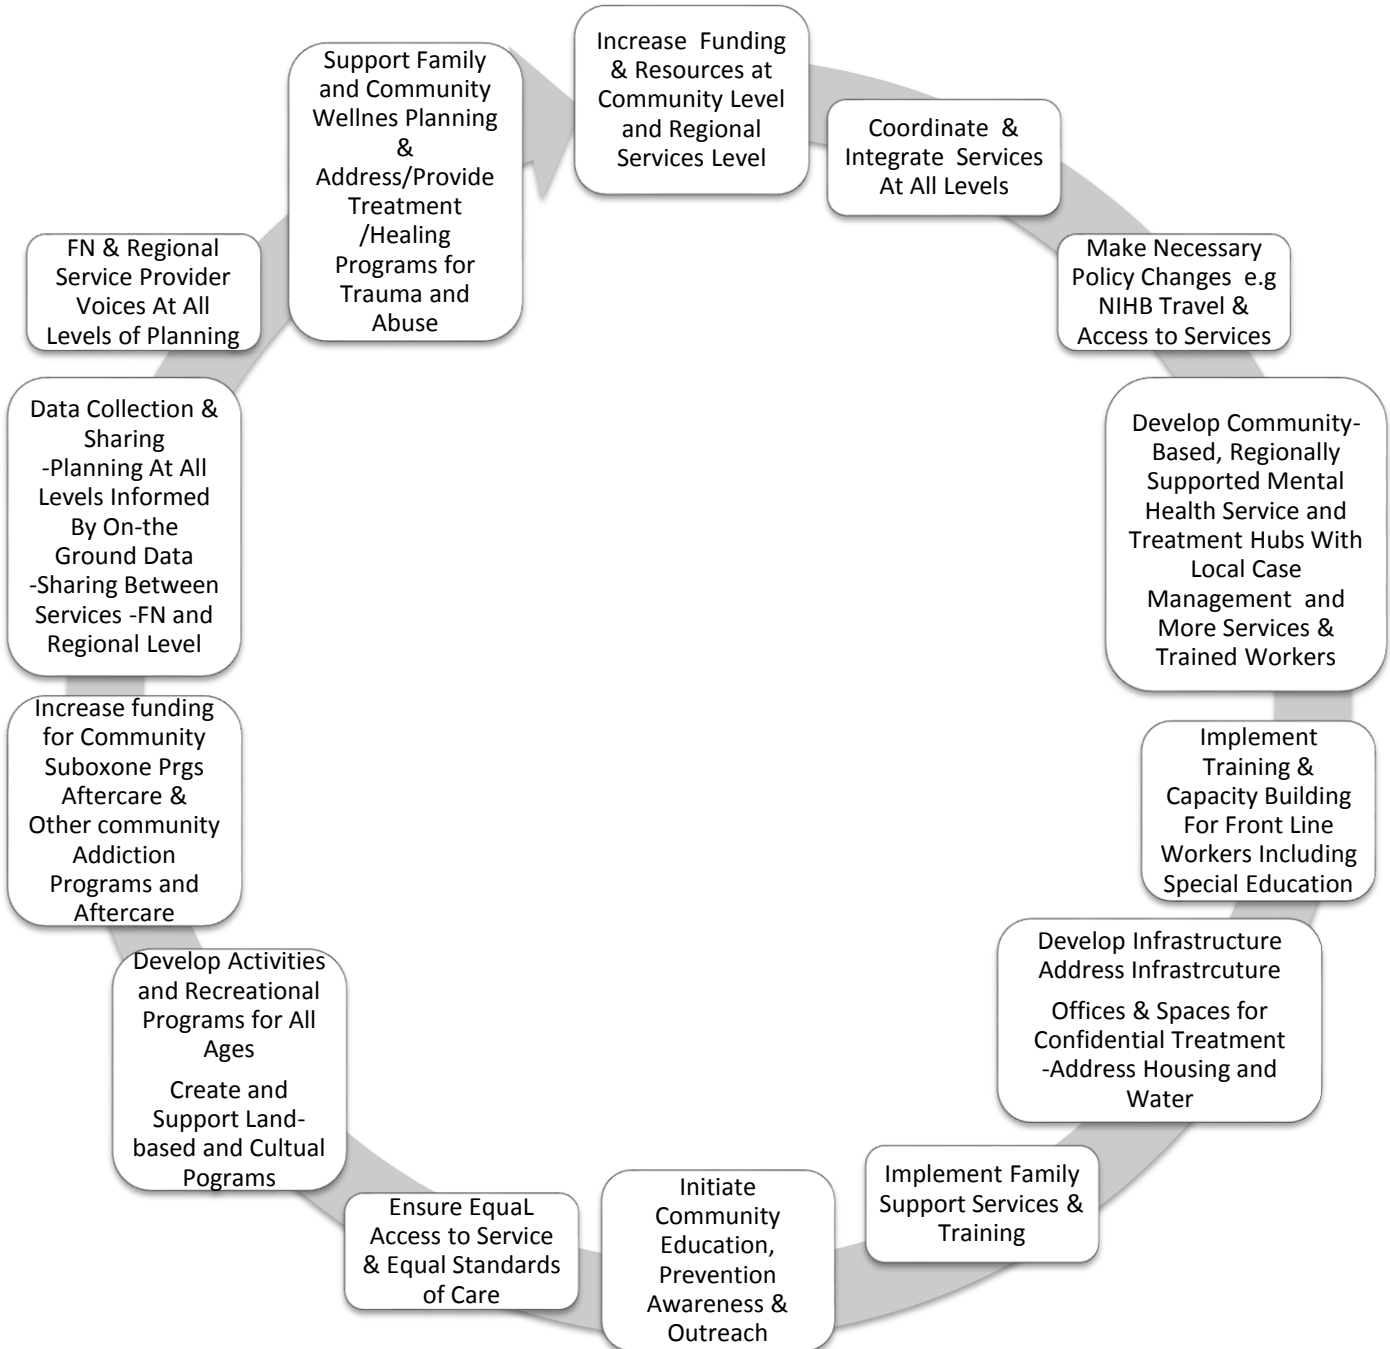 Increase Funding
& Resources at
Community Level
and Regional
Services Level
Coordinate &
Integrate Services
At All Levels
Make Necessary
Policy Changes e.g
NIHB Travel &
Access to Services
Develop Community-
Based, Regionally
Supported Mental
Health Service and
Treatment Hubs With
Local Case
Management and
More Services &
Trained Workers
Implement
Training &
Capacity Building
For Front Line
Workers Including
Special Education
Develop Infrastructure
Address Infrastrcuture
Offices & Spaces for
Confidential Treatment
-Address Housing and
Water
Implement Family
Support Services &
Training
Initiate
Community
Education,
Prevention
Awareness &
Outreach
Ensure EquaL
Access to Service
& Equal Standards
of Care
Develop Activities
and Recreational
Programs for All
Ages
Create and
Support Land-
based and Cultual
Pograms
Increase funding
for Community
Suboxone Prgs
Aftercare &
Other community
Addiction
Programs and
Aftercare
Data Collection &
Sharing
-Planning At All
Levels Informed
By On-the
Ground Data
-Sharing Between
Services -FN and
Regional Level
FN & Regional
Service Provider
Voices At All
Levels of Planning
Support Family
and Community
Wellnes Planning
&
Address/Provide
Treatment
/Healing
Programs for
Trauma and
Abuse